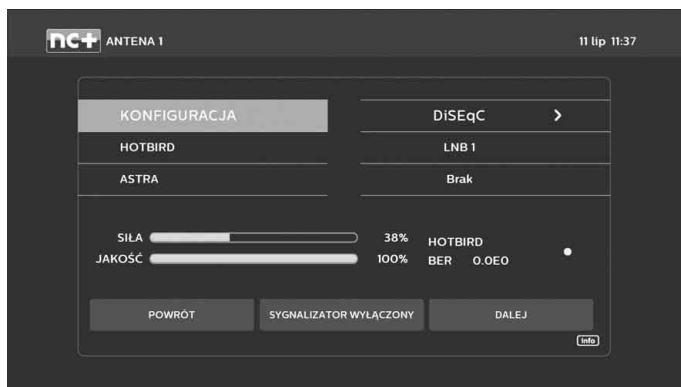 nc+ ANTENA 1 11 lip 11:37
KONFIGURACJA DiSEqC >
HOTBIRD LNB 1
ASTRA Brak
SIŁA 38% HOTBIRD
JAKOŚĆ 100% BER 0.0E0
POWRÓT SYGNALIZATOR WYŁĄCZONY DALEJ
Info